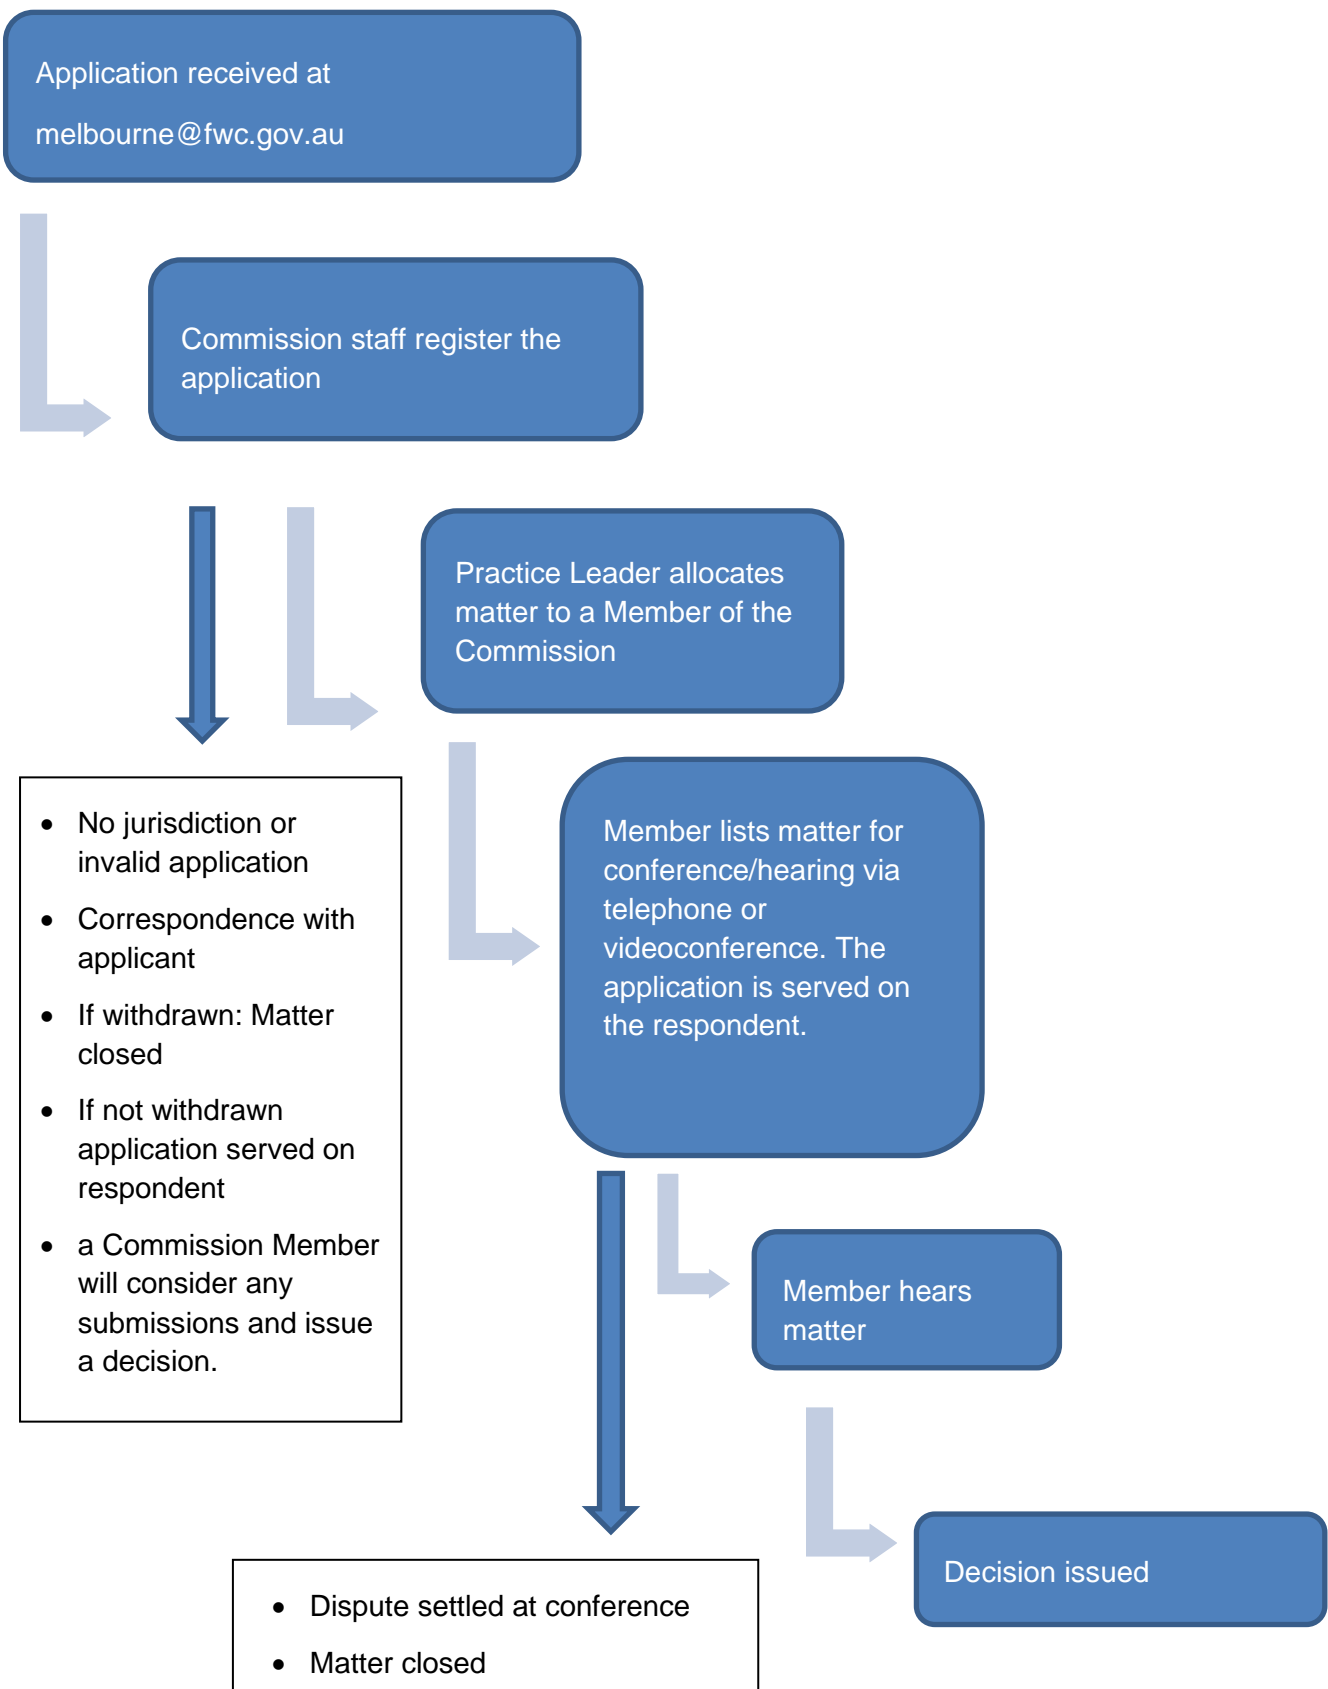 Application received at
melbourne@fwc.gov.au
Commission staff register the
application
Practice Leader allocates
matter to a Member of the
Commission
Member lists matter for
conference/hearing via
telephone or
videoconference. The
application is served on
the respondent.
• No jurisdiction or
invalid application
• Correspondence with
applicant
• If withdrawn: Matter
closed
• If not withdrawn
application served on
respondent
• a Commission Member
will consider any
submissions and issue
a decision.
Member hears
matter
Decision issued
• Dispute settled at conference
• Matter closed